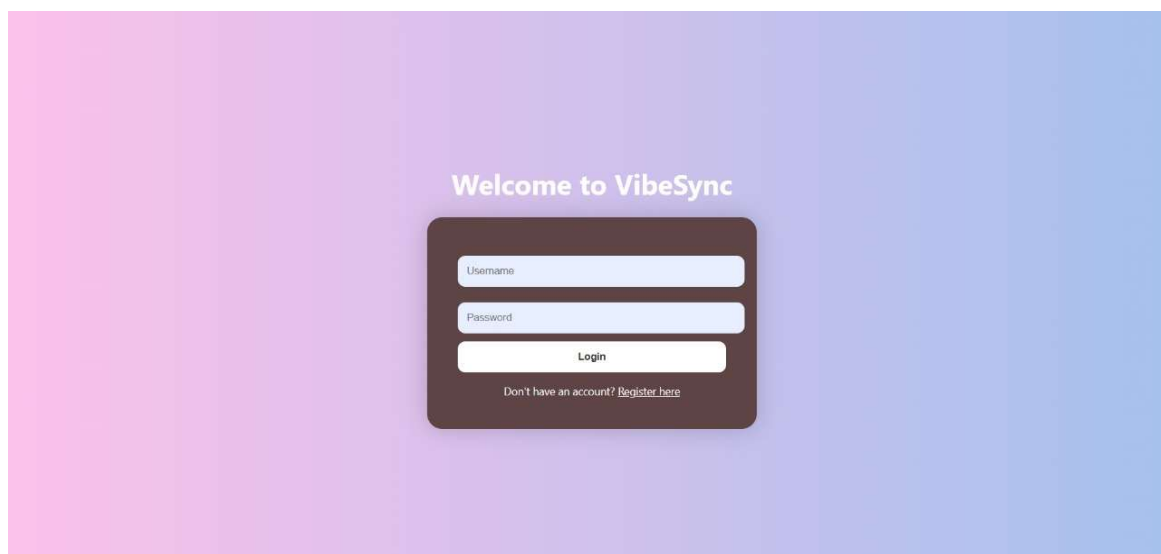 Welcome to VibeSync
Username
Password
Login
Don't have an account? Register here